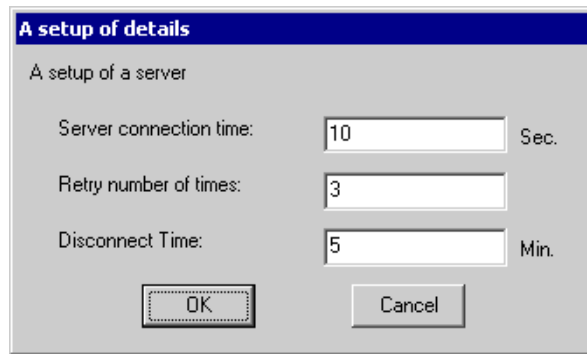 A setup of details
A setup of a server
Server connection time: 10 Sec.
Retry number of times: 3
Disconnect Time: 5 Min.
OK Cancel